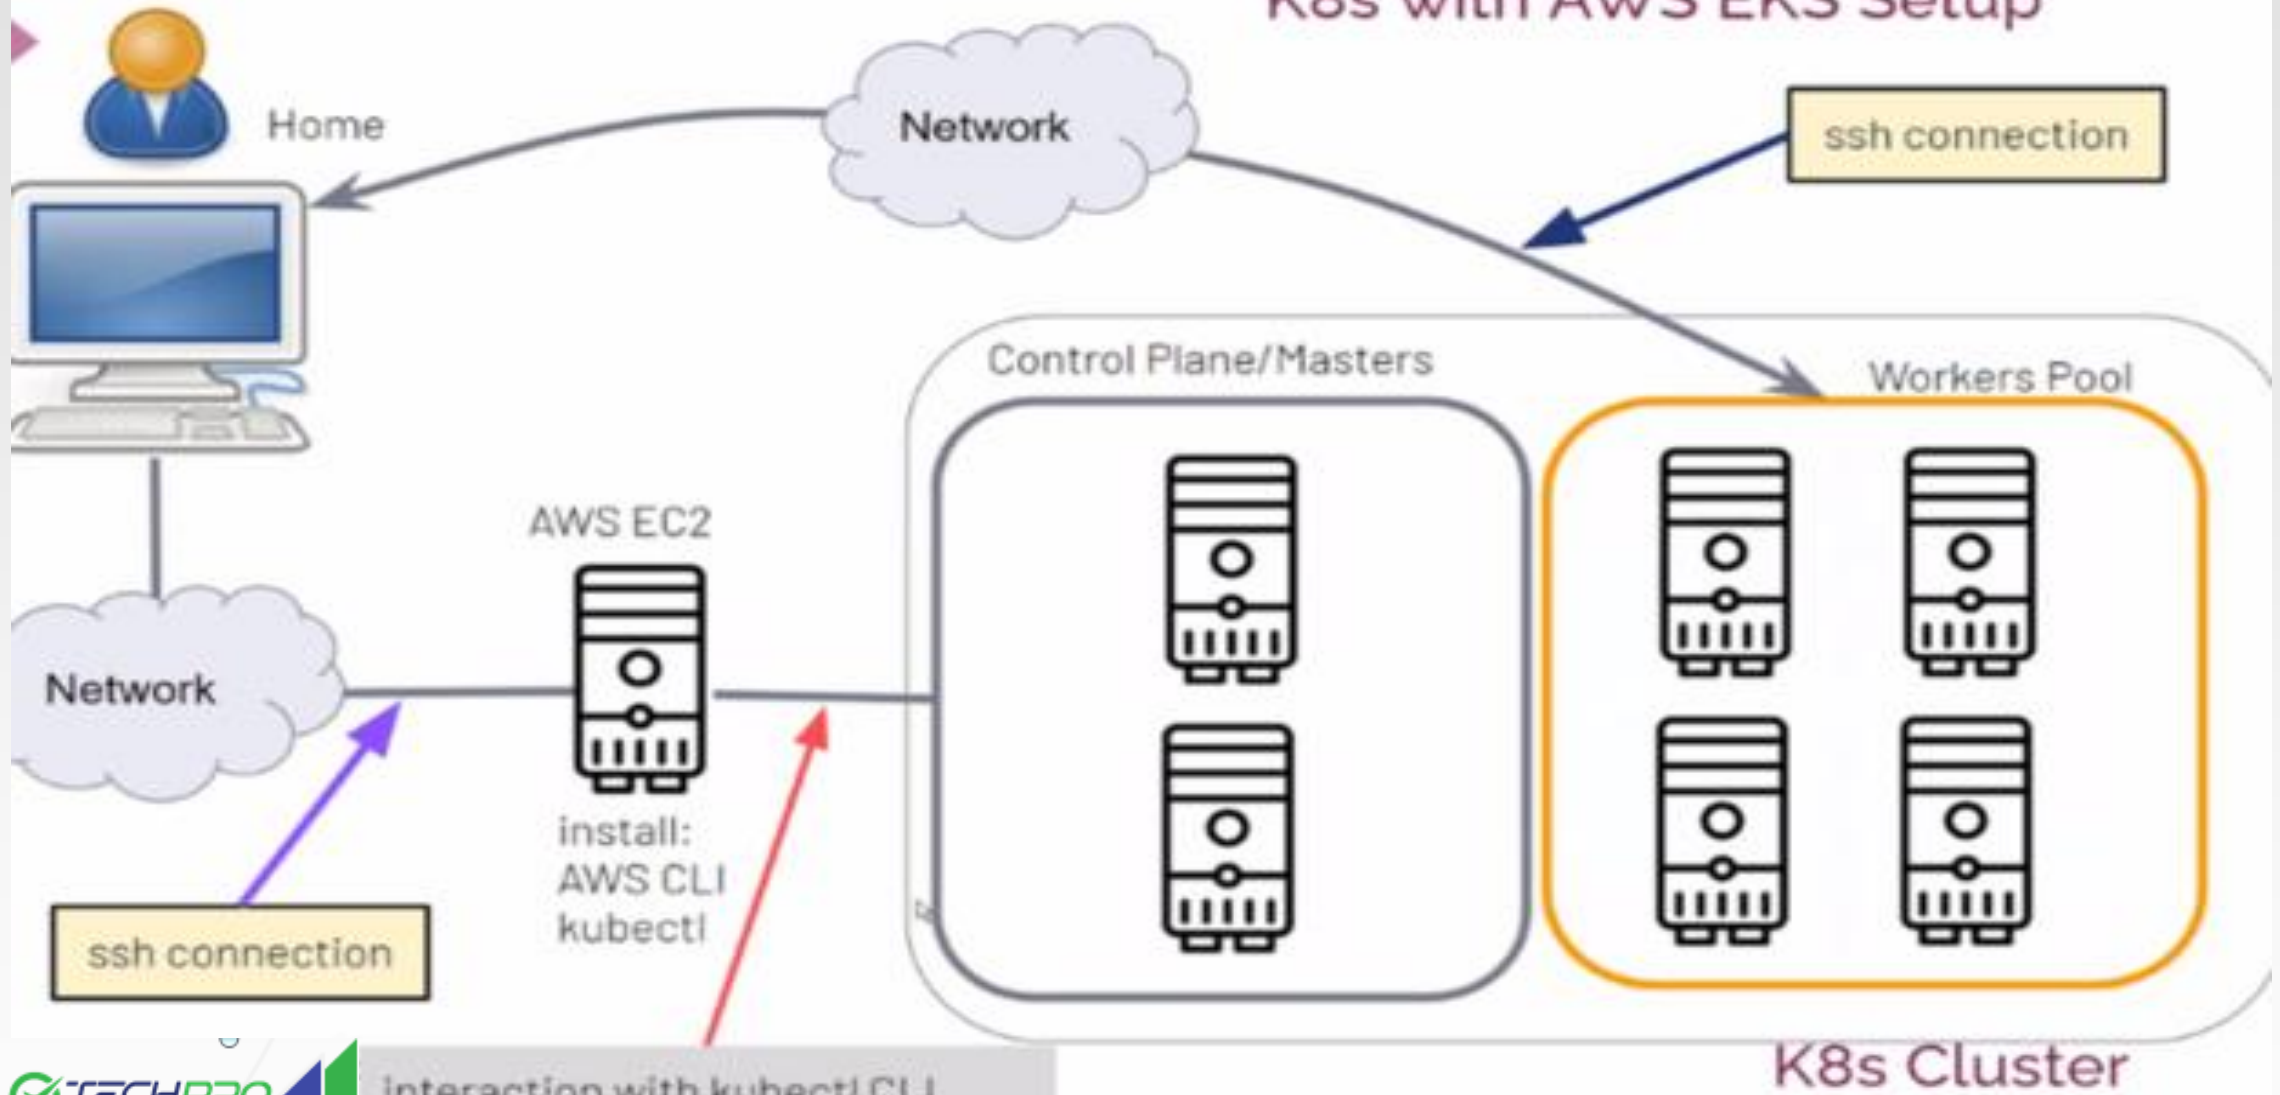 K8s with AWS EKS Setup
Home
Network
ssh connection
Control Plane/Masters
Workers Pool
AWS EC2
Network
install:
AWS CLI
kubectl
ssh connection
K8s Cluster
TECHPRO
interaction with kubectl CLI